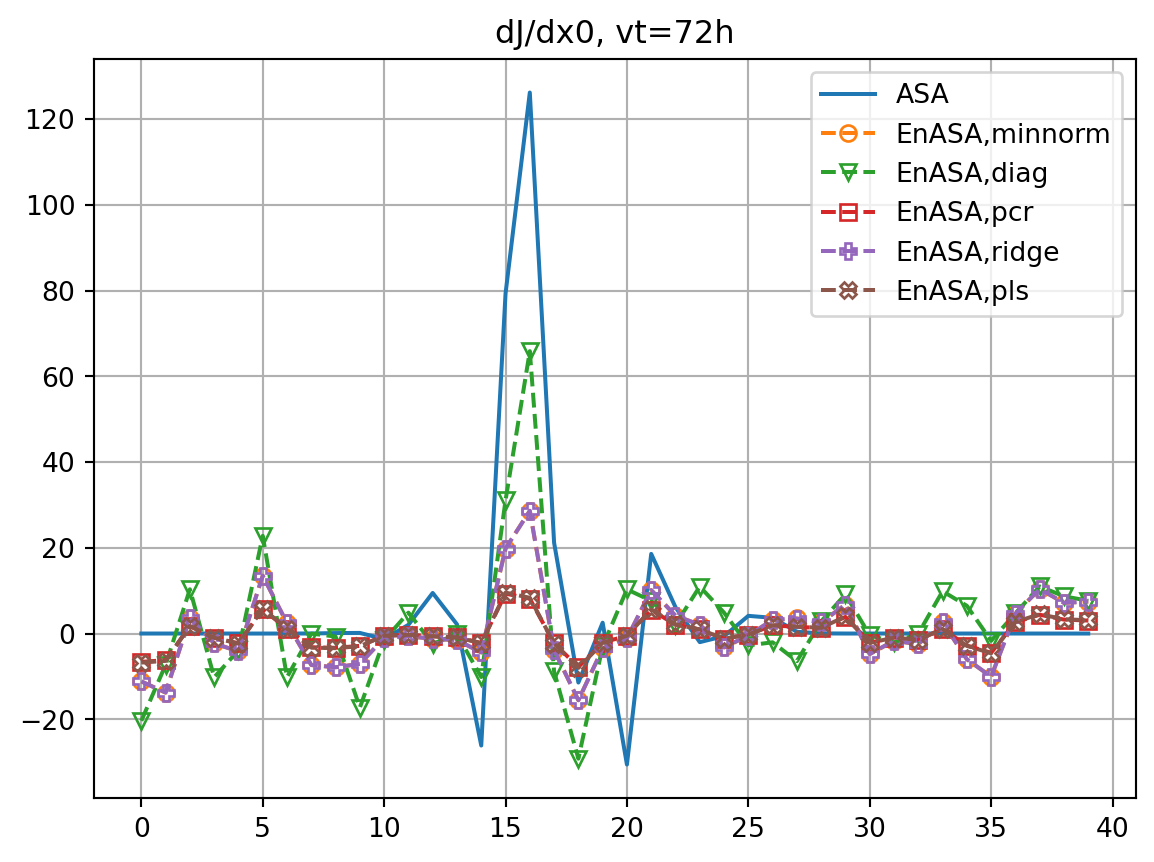 dJ/dx0, vt=72h
120
100
80
60
40
20
0
−20
0 5 10 15 20 25 30 35 40
ASA
EnASA,minnorm
EnASA,diag
EnASA,pcr
EnASA,ridge
EnASA,pls